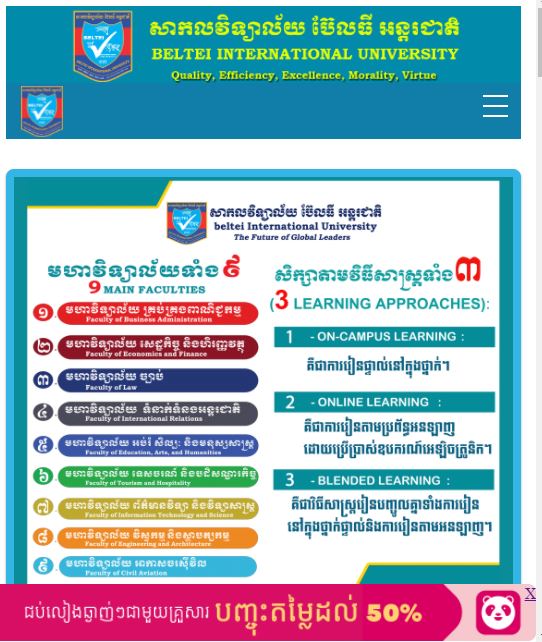 សាកលវិទ្យាល័យ ប៊ែលធី អន្តរជាតិ
BELTEI INTERNATIONAL UNIVERSITY
Quality, Efficiency, Excellence, Morality, Virtue
សាកលវិទ្យាល័យ ប៊ែលធី អន្តរជាតិ
beltei International University
The Future of Global Leaders
មហាវិទ្យាល័យទាំង៩
9 MAIN FACULTIES
១ មហាវិទ្យាល័យ គ្រប់គ្រងពាណិជ្ជកម្ម
Faculty of Business Administration
២ មហាវិទ្យាល័យ សេដ្ឋកិច្ច និងហិរញ្ញវត្ថុ
Faculty of Economics and Finance
៣ មហាវិទ្យាល័យ ច្បាប់
Faculty of Law
៤ មហាវិទ្យាល័យ ទំនាក់ទំនងអន្តរជាតិ
Faculty of International Relations
៥ មហាវិទ្យាល័យ អប់រំ សិល្បៈ និងមនុស្សសាស្ត្រ
Faculty of Education, Arts, and Humanities
៦ មហាវិទ្យាល័យ ទេសចរណ៍ និងបដិសណ្ឋារកិច្ច
Faculty of Tourism and Hospitality
៧ មហាវិទ្យាល័យ ព័ត៌មានវិទ្យា និងវិទ្យាសាស្ត្រ
Faculty of Information Technology and Science
៨ មហាវិទ្យាល័យ វិស្វកម្ម និងស្ថាបត្យកម្ម
Faculty of Engineering and Architecture
៩ មហាវិទ្យាល័យ អាកាសចរស៊ីវិល
Faculty of Civil Aviation
សិក្សាតាមវិធីសាស្ត្រទាំង៣
(3 LEARNING APPROACHES):
1 - ON-CAMPUS LEARNING :
គឺជាការរៀនផ្ទាល់នៅក្នុងថ្នាក់។
2 - ONLINE LEARNING :
គឺជាការរៀនតាមប្រព័ន្ធអនឡាញ
ដោយប្រើប្រាស់ឧបករណ៍អេឡិចត្រូនិក។
3 - BLENDED LEARNING :
គឺជាវិធីសាស្ត្ររៀនបញ្ចូលគ្នាទាំងការរៀន
នៅក្នុងថ្នាក់ផ្ទាល់និងការរៀនតាមអនឡាញ។
X
ជប់លៀងឆ្ងាញ់ៗជាមួយគ្រួសារ បញ្ចុះតម្លៃដល់ 50%